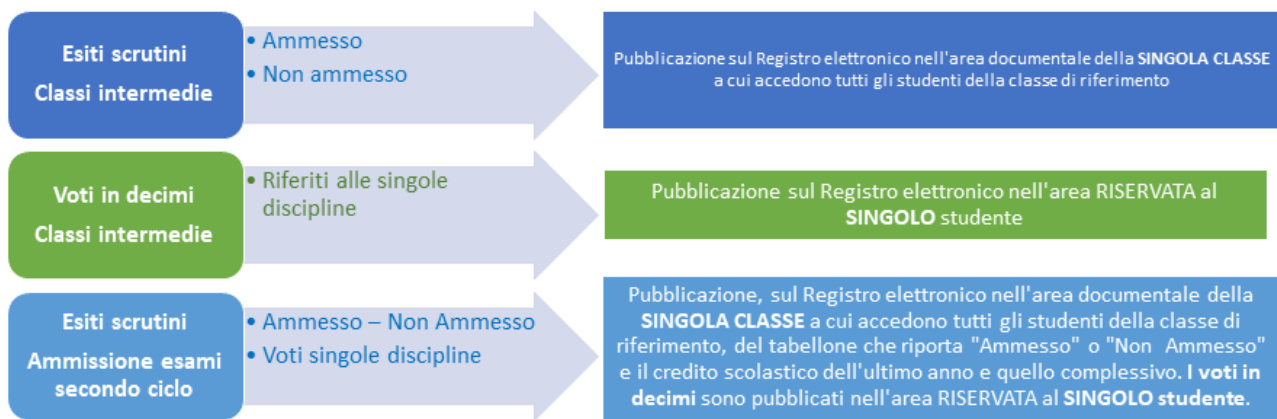 Esiti scrutini
Classi intermedie
• Ammesso
• Non ammesso
Pubblicazione sul Registro elettronico nell'area documentale della SINGOLA CLASSE
a cui accedono tutti gli studenti della classe di riferimento
Voti in decimi
Classi intermedie
• Riferiti alle singole
discipline
Pubblicazione sul Registro elettronico nell'area RISERVATA al
SINGOLO studente
Esiti scrutini
Ammissione esami
secondo ciclo
• Ammesso – Non Ammesso
• Voti singole discipline
Pubblicazione, sul Registro elettronico nell'area documentale della
SINGOLA CLASSE a cui accedono tutti gli studenti della classe di
riferimento, del tabellone che riporta "Ammesso" o "Non Ammesso"
e il credito scolastico dell'ultimo anno e quello complessivo. I voti in
decimi sono pubblicati nell'area RISERVATA al SINGOLO studente.